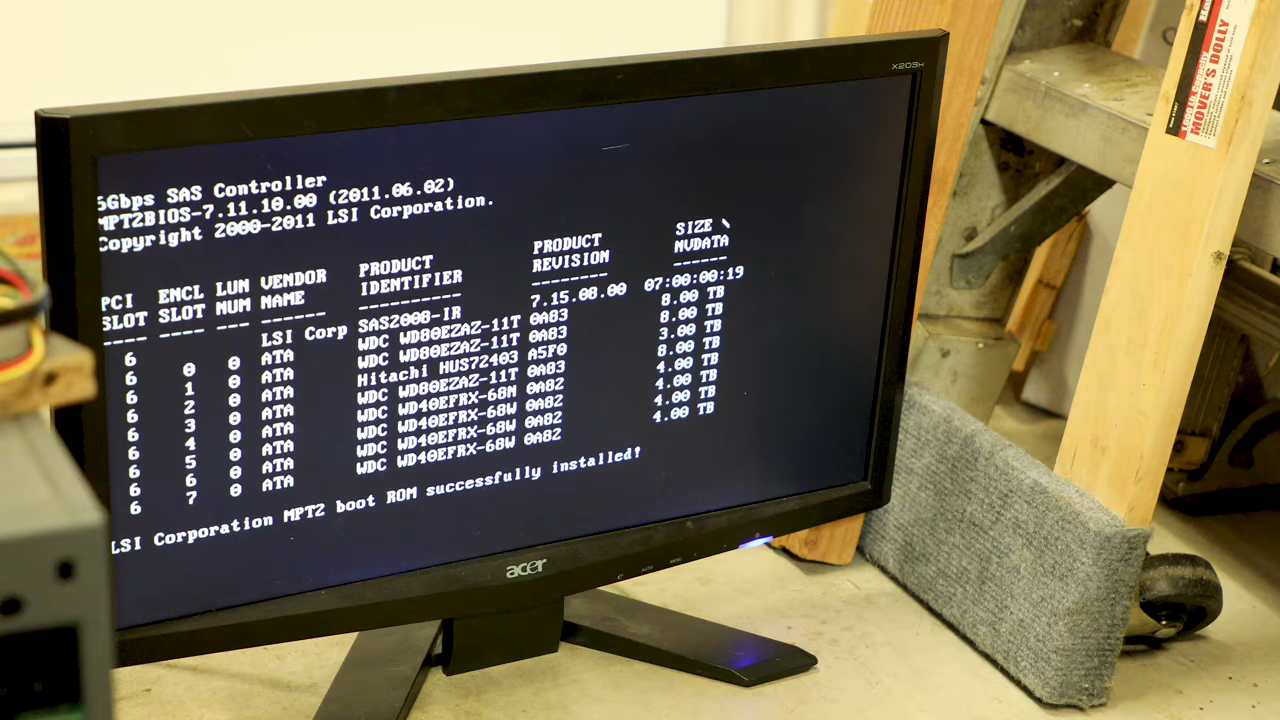 X203H
6Gbps SAS Controller
MPT2BIOS-7.11.10.00 (2011.06.02)
Copyright 2000-2011 LSI Corporation.
PCI ENCL LUN VENDOR PRODUCT PRODUCT SIZE \
SLOT SLOT NUM NAME IDENTIFIER REVISION NVDATA
---- ---- --- ------ ---------- -------- ------
6 LSI Corp SAS2008-IR 7.15.08.00 07:00:00:19
6 0 0 ATA WDC WD80EZAZ-11T 0A83 8.00 TB
6 1 0 ATA WDC WD80EZAZ-11T 0A83 8.00 TB
6 2 0 ATA Hitachi HUS72403 A5F0 3.00 TB
6 3 0 ATA WDC WD80EZAZ-11T 0A83 8.00 TB
6 4 0 ATA WDC WD40EFRX-68N 0A82 4.00 TB
6 5 0 ATA WDC WD40EFRX-68W 0A82 4.00 TB
6 6 0 ATA WDC WD40EFRX-68W 0A82 4.00 TB
6 7 0 ATA WDC WD40EFRX-68W 0A82 4.00 TB
LSI Corporation MPT2 boot ROM successfully installed!
acer
MOVER'S DOLLY